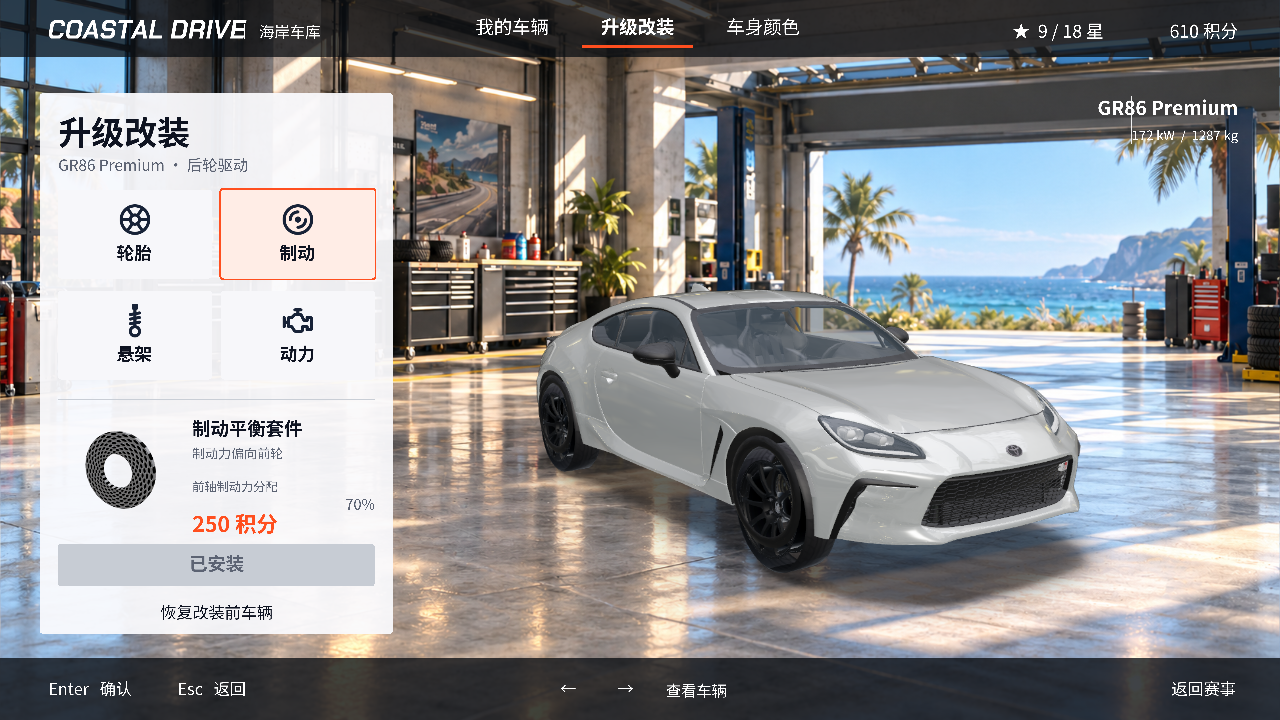 COASTAL DRIVE 海岸车库
我的车辆
升级改装
车身颜色
★ 9 / 18 星
610 积分
GR86 Premium
172 kW / 1287 kg
升级改装
GR86 Premium · 后轮驱动
轮胎
制动
悬架
动力
制动平衡套件
制动力偏向前轮
前轴制动力分配
70%
250 积分
已安装
恢复改装前车辆
Enter 确认
Esc 返回
← → 查看车辆
返回赛事